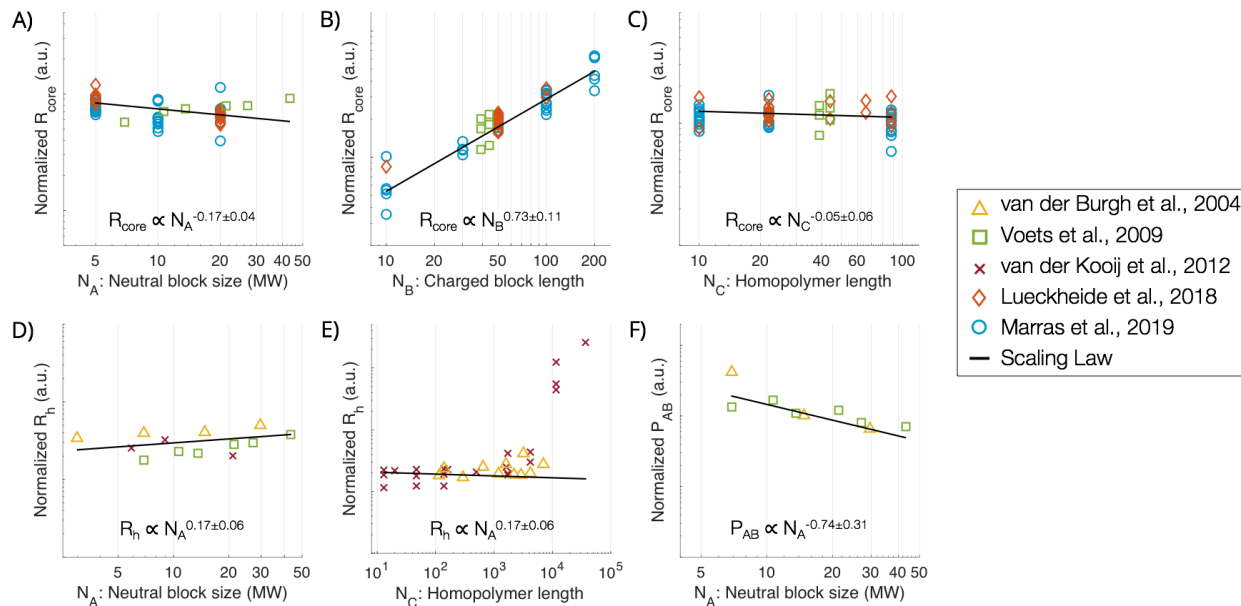 A)
Normalized R_core (a.u.)
R_core ∝ N_A^-0.17±0.04
5 10 20 30 40 50
N_A: Neutral block size (MW)
B)
Normalized R_core (a.u.)
R_core ∝ N_B^0.73±0.11
10 20 50 100 200
N_B: Charged block length
C)
Normalized R_core (a.u.)
R_core ∝ N_C^-0.05±0.06
10 20 40 60 100
N_C: Homopolymer length
van der Burgh et al., 2004
Voets et al., 2009
van der Kooij et al., 2012
Lueckheide et al., 2018
Marras et al., 2019
Scaling Law
D)
Normalized R_h (a.u.)
R_h ∝ N_A^0.17±0.06
5 10 20 30 50
N_A: Neutral block size (MW)
E)
Normalized R_h (a.u.)
R_h ∝ N_A^0.17±0.06
10^1 10^2 10^3 10^4 10^5
N_C: Homopolymer length
F)
Normalized P_AB (a.u.)
P_AB ∝ N_A^-0.74±0.31
5 10 20 30 40 50
N_A: Neutral block size (MW)